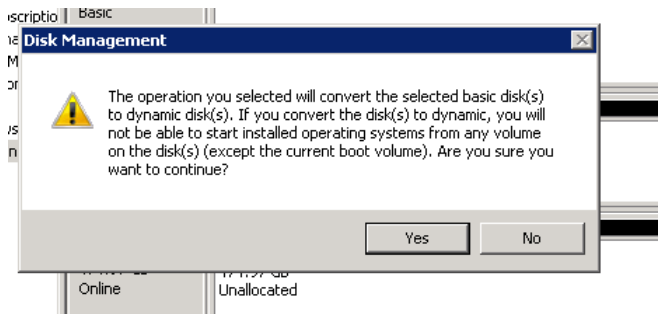 Basic
Disk Management
The operation you selected will convert the selected basic disk(s)
to dynamic disk(s). If you convert the disk(s) to dynamic, you will
not be able to start installed operating systems from any volume
on the disk(s) (except the current boot volume). Are you sure you
want to continue?
Yes No
Online Unallocated